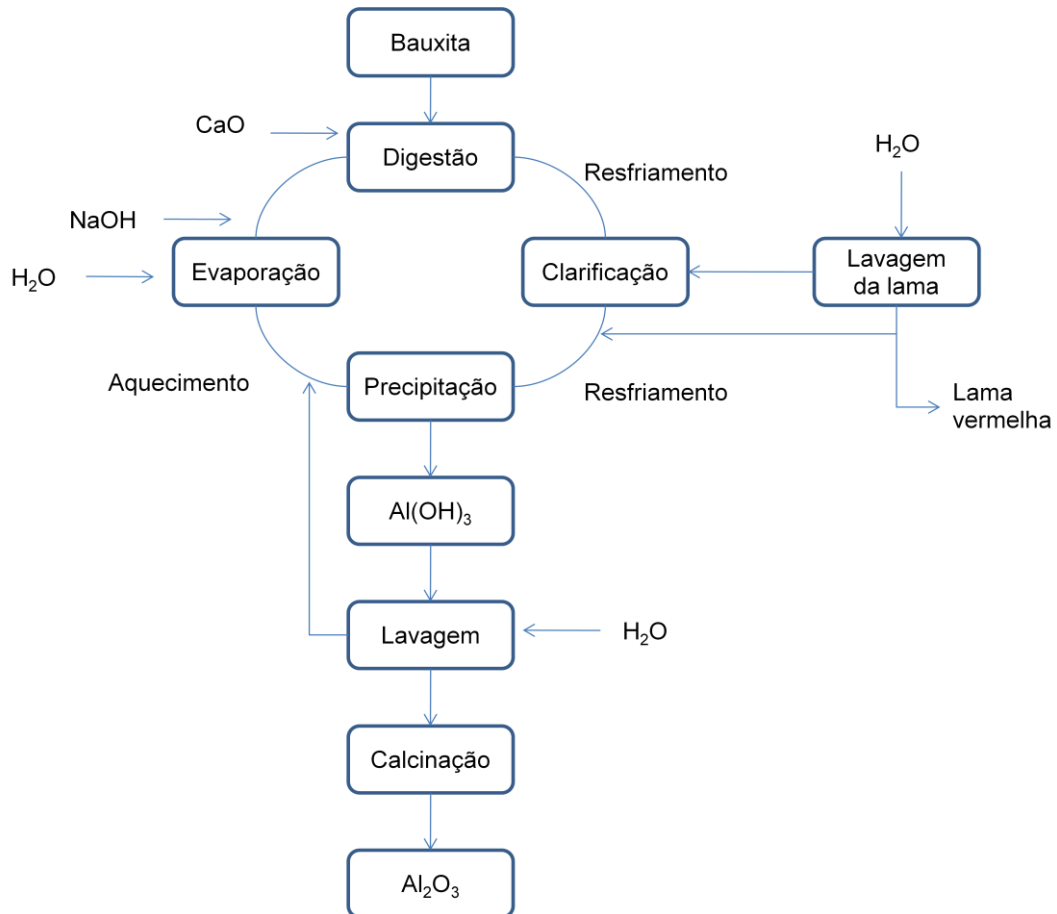 Bauxita
CaO
Digestão
H₂O
Resfriamento
NaOH
Evaporação
Clarificação
Lavagem
da lama
H₂O
Aquecimento
Precipitação
Resfriamento
Lama
vermelha
Al(OH)₃
Lavagem
H₂O
Calcinação
Al₂O₃